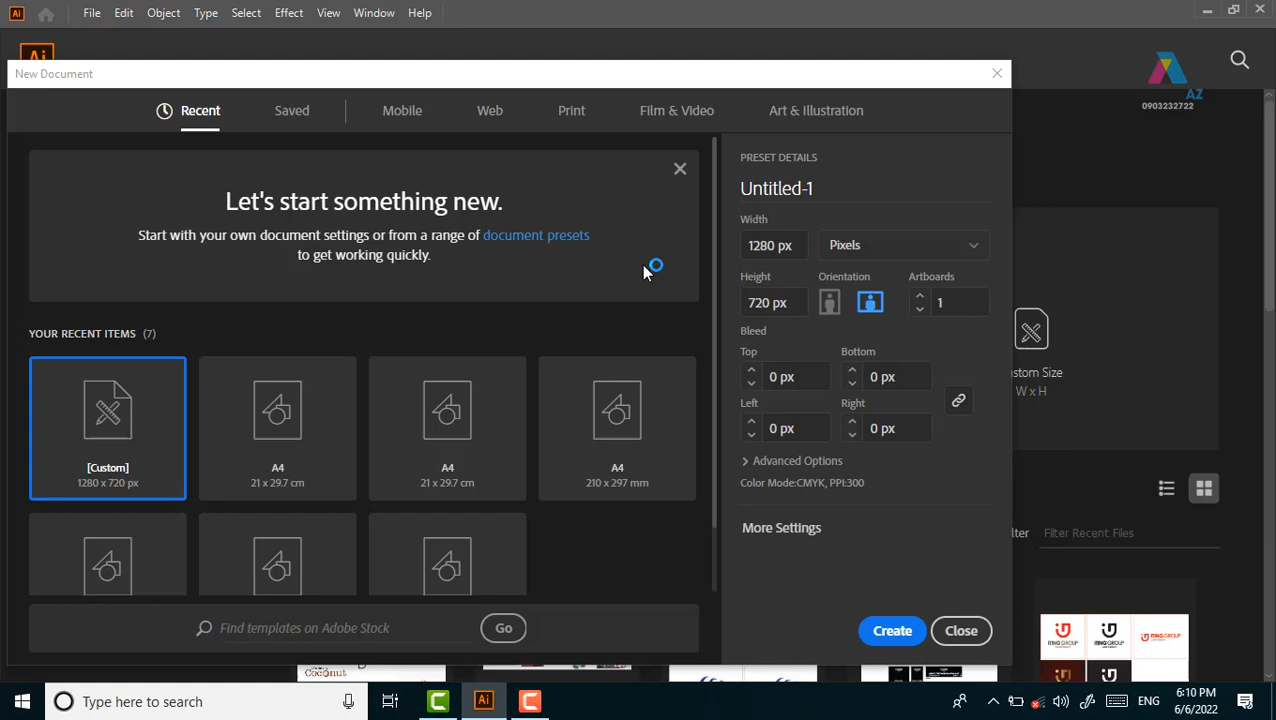 Ai File Edit Object Type Select Effect View Window Help
Ai
New Document
AZ
0903232722
Recent Saved Mobile Web Print Film & Video Art & Illustration
Let's start something new.
Start with your own document settings or from a range of document presets
to get working quickly.
YOUR RECENT ITEMS (7)
[Custom]
1280 x 720 px
A4
21 x 29.7 cm
A4
21 x 29.7 cm
A4
210 x 297 mm
Find templates on Adobe Stock Go
PRESET DETAILS
Untitled-1
Width
1280 px Pixels
Height Orientation Artboards
720 px 1
Bleed
Top Bottom
0 px 0 px
Left Right
0 px 0 px
Advanced Options
Color Mode:CMYK, PPI:300
More Settings
Create Close
stom Size
W x H
lter Filter Recent Files
Coconut
Type here to search
Ai
ENG
6:10 PM
6/6/2022